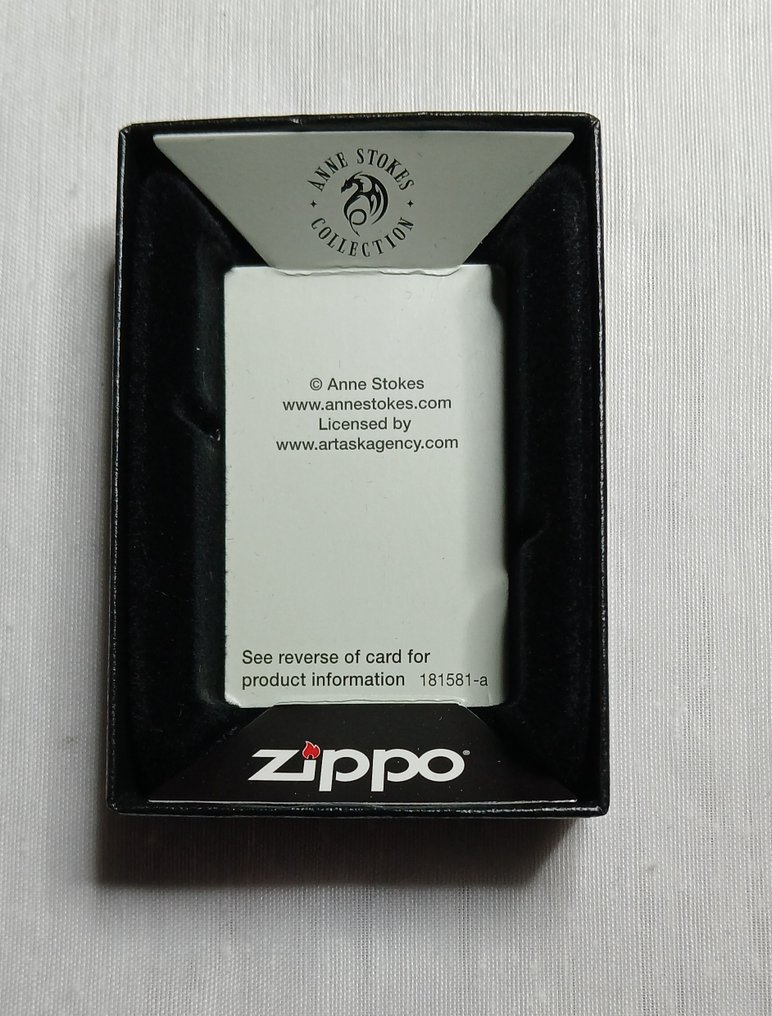 ANNE STOKES
COLLECTION
© Anne Stokes
www.annestokes.com
Licensed by
www.artaskagency.com
See reverse of card for
product information 181581-a
zippo®